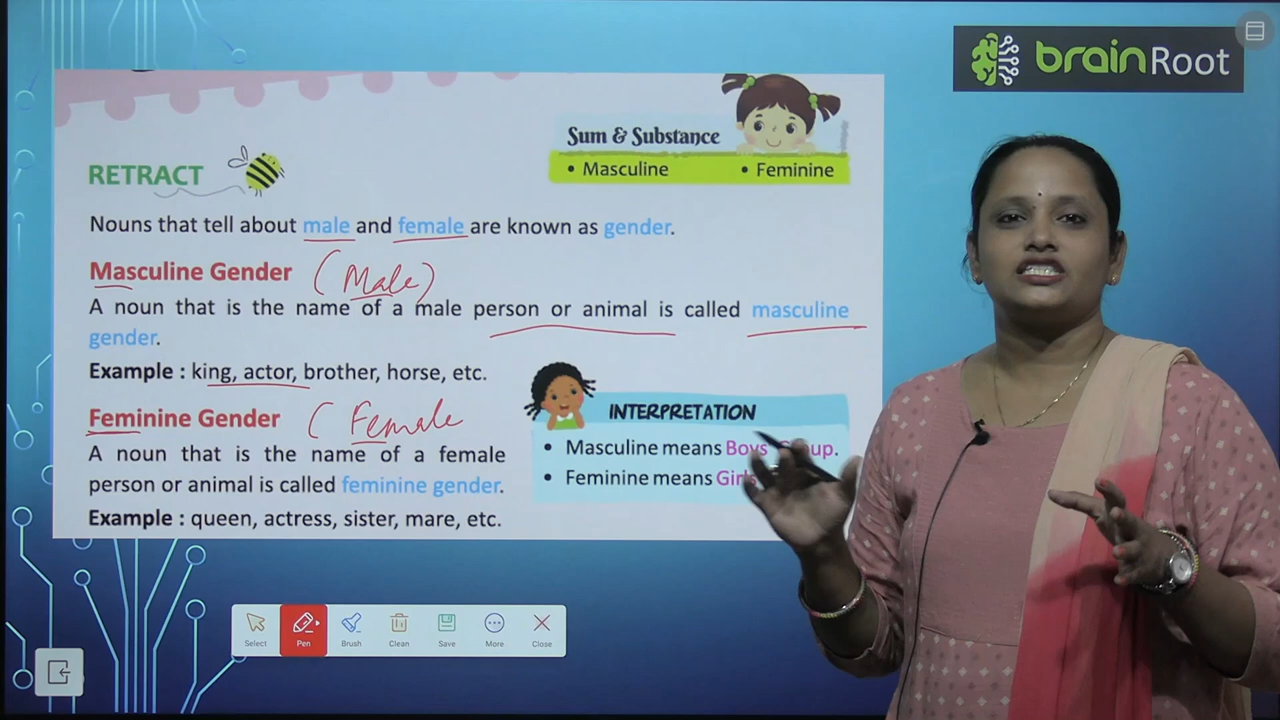 brainRoot
Sum & Substance
• Masculine • Feminine
RETRACT
Nouns that tell about male and female are known as gender.
Masculine Gender (Male)
A noun that is the name of a male person or animal is called masculine
gender.
Example : king, actor, brother, horse, etc.
Feminine Gender ( Female
A noun that is the name of a female
person or animal is called feminine gender.
Example : queen, actress, sister, mare, etc.
INTERPRETATION
• Masculine means Boys
• Feminine means
Select Pen Brush Clean Save More Close